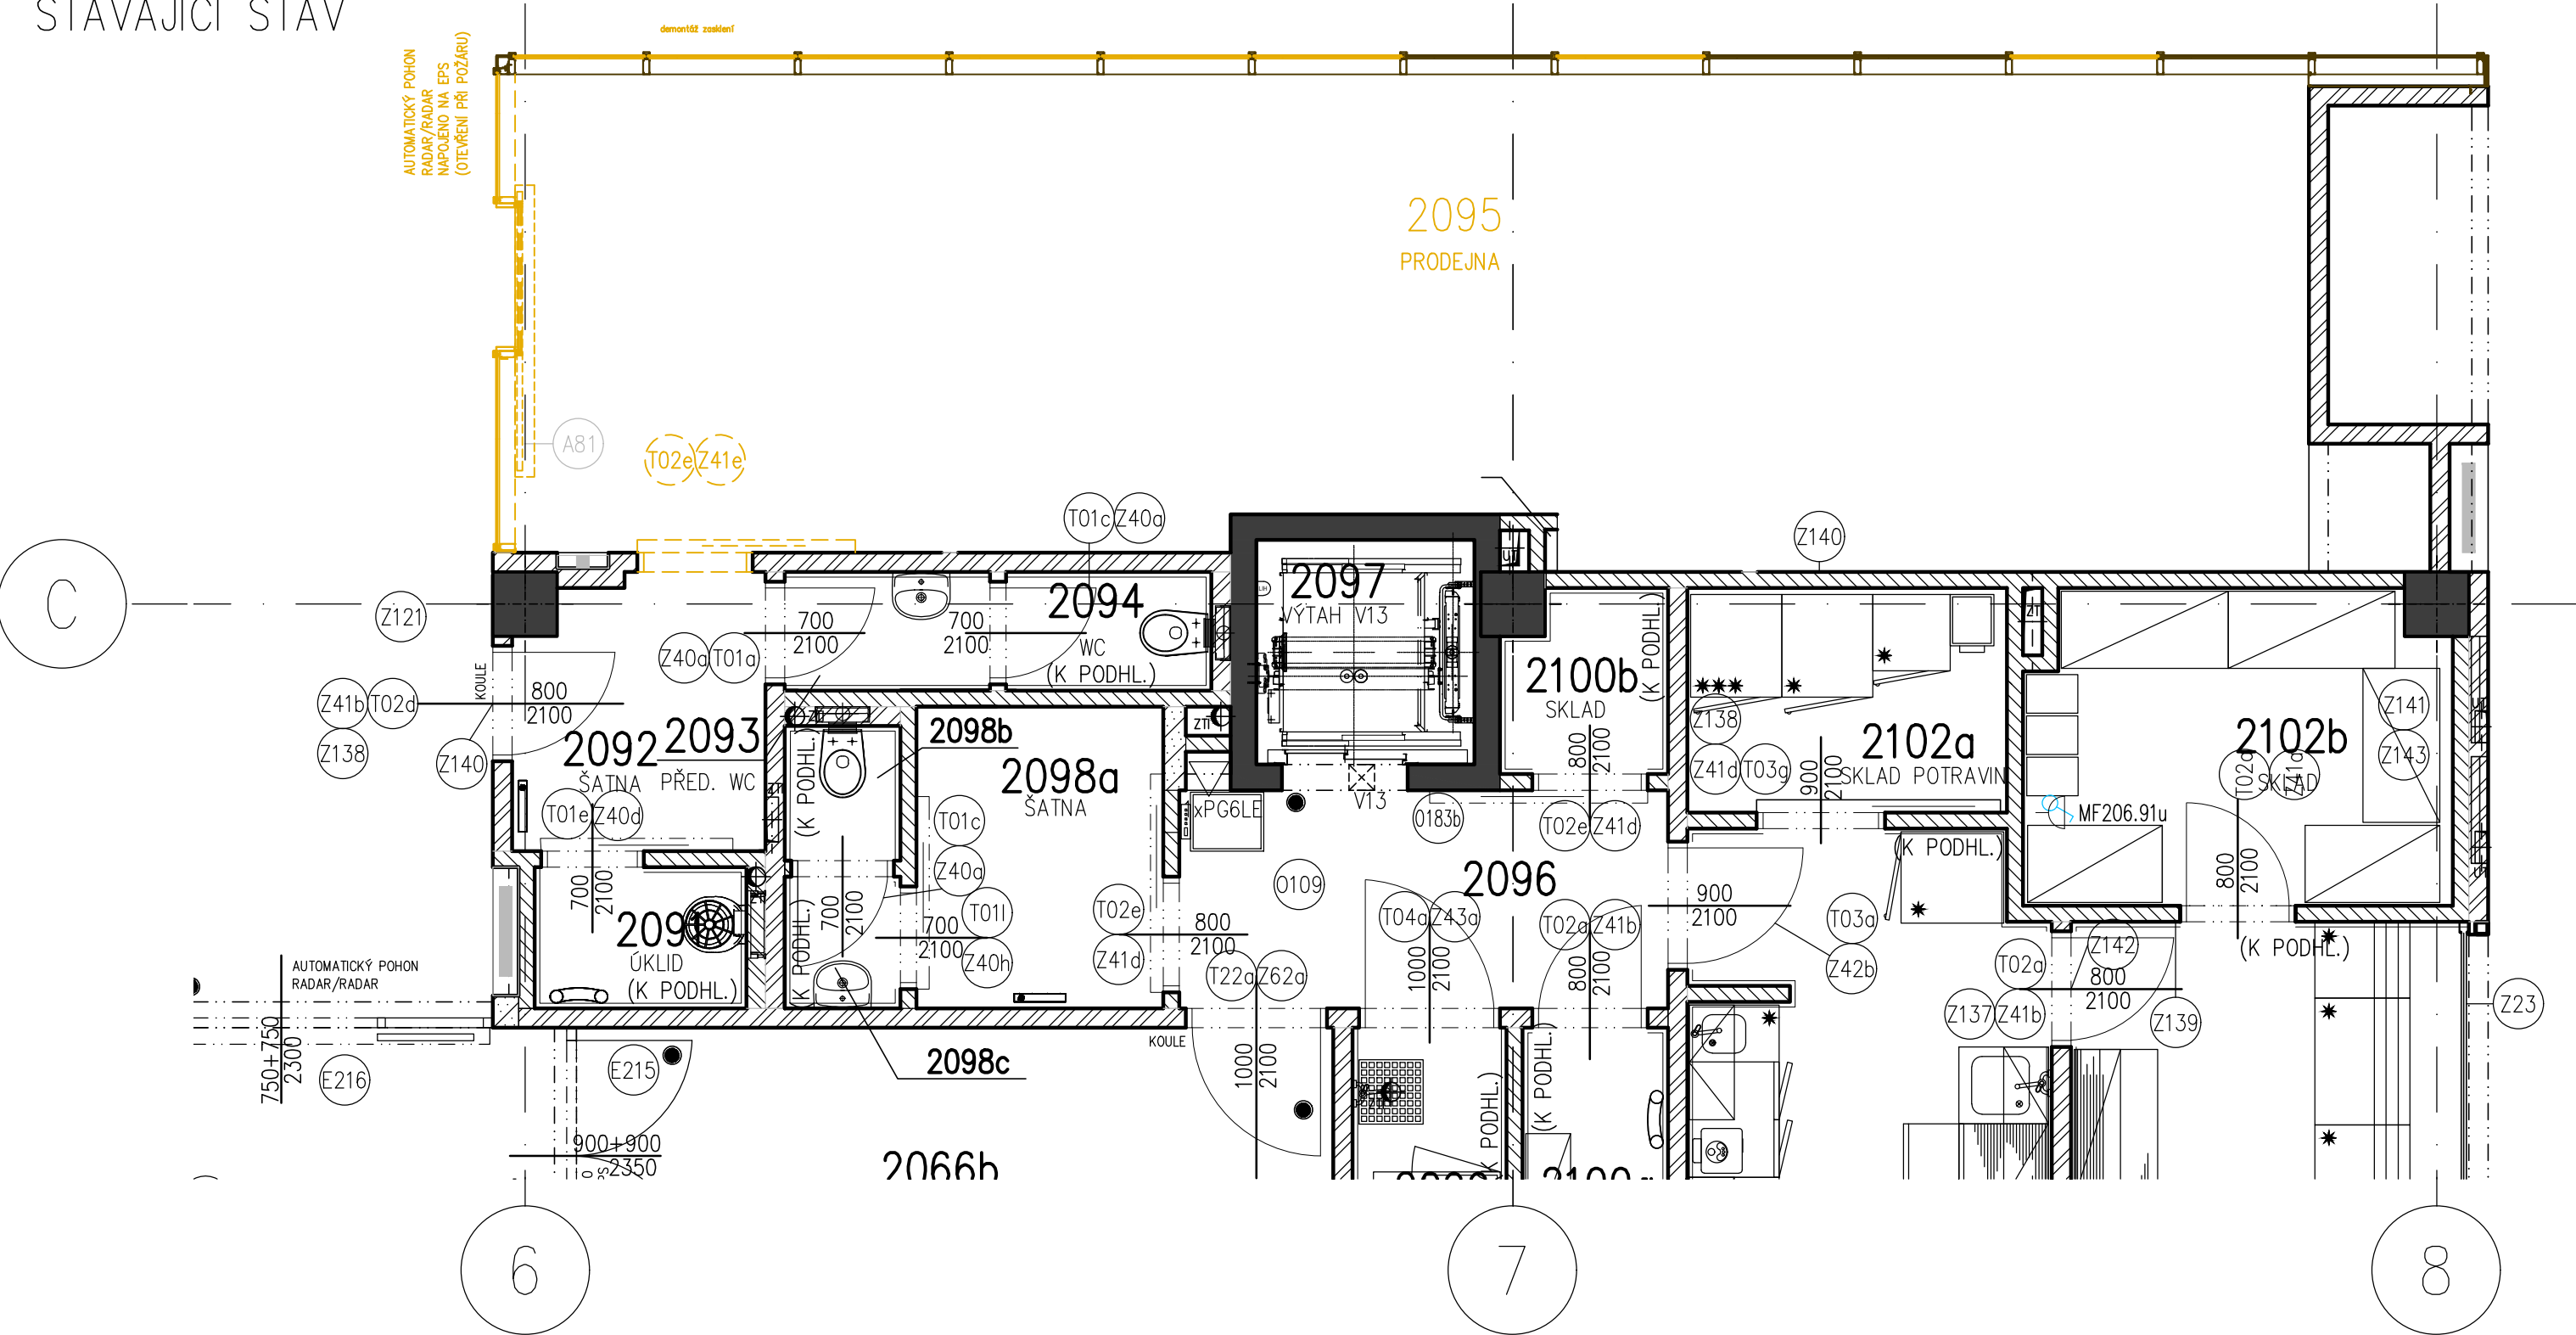 STÁVAJÍCÍ STAV
demontáž zasklení
AUTOMATICKÝ POHON
RADAR/RADAR
NAPOJENO NA EPS
(OTEVŘENÍ PŘI POŽÁRU)
2095
PRODEJNA
A81
T02e Z41e
T01c Z40a
Z140
C
Z121
KOULE
Z41b T02d
Z138
Z140
800
2100
Z40a T01a
700
2100
700
2100
2094
WC
(K PODHL.)
2097
VÝTAH V13
V13
2100b
SKLAD
(K PODHL.)
800
2100
2092
ŠATNA
2093
PŘED. WC
T01e Z40d
700
2100
2091
ÚKLID
(K PODHL.)
2098b
(K PODHL.)
(K PODHL.)
700
2100
2098a
ŠATNA
ZTI
xPG6LE
T01c
Z40a
T01l
Z40h
700
2100
T02e
Z41d
800
2100
0183b
0109
T02e Z41d
2096
Z138
Z41d T03g
900
2100
2102a
SKLAD POTRAVIN
(K PODHL.)
2102b
SKLAD
T02d Z41a
Z141
Z143
MF206.91u
800
2100
(K PODHL.)
T04a Z43a
1000
2100
T02a Z41b
800
2100
900
2100
T03a
Z42b
T02a
Z142
800
2100
Z137 Z41b
Z139
Z23
T22a Z62a
1000
2100
KOULE
2098c
AUTOMATICKÝ POHON
RADAR/RADAR
750+750
2300
E216
E215
900+900
2350
2066b
(K PODHL.)
K PODHL.)
6
7
8